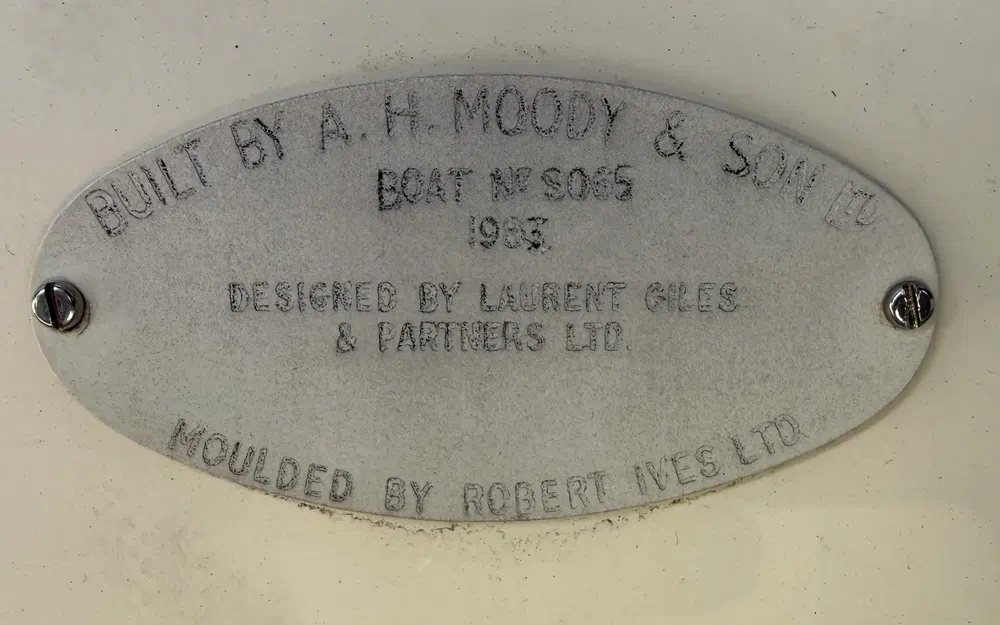 BUILT BY A. H. MOODY & SON LTD
BOAT No S065
1983
DESIGNED BY LAURENT GILES
& PARTNERS LTD.
MOULDED BY ROBERT IVES LTD